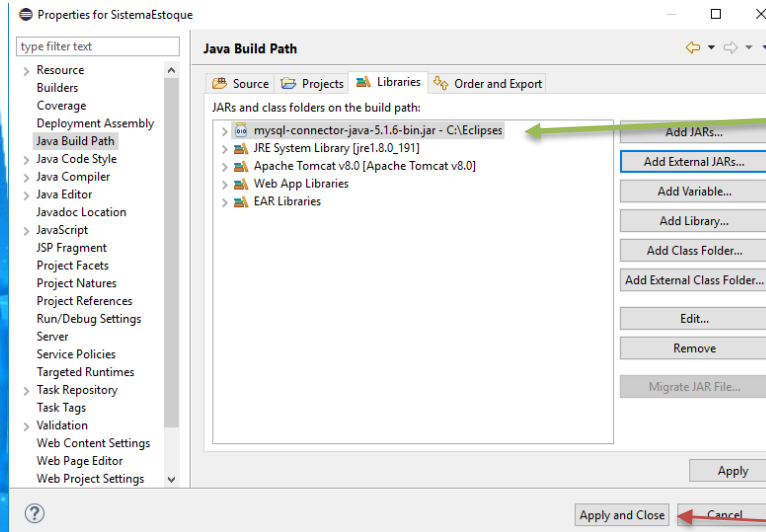 Properties for SistemaEstoque
type filter text
Resource
Builders
Coverage
Deployment Assembly
Java Build Path
Java Code Style
Java Compiler
Java Editor
Javadoc Location
JavaScript
JSP Fragment
Project Facets
Project Natures
Project References
Run/Debug Settings
Server
Service Policies
Targeted Runtimes
Task Repository
Task Tags
Validation
Web Content Settings
Web Page Editor
Web Project Settings
Java Build Path
Source Projects Libraries Order and Export
JARs and class folders on the build path:
mysql-connector-java-5.1.6-bin.jar - C:\Eclipses
JRE System Library [jre1.8.0_191]
Apache Tomcat v8.0 [Apache Tomcat v8.0]
Web App Libraries
EAR Libraries
Add JARs...
Add External JARs...
Add Variable...
Add Library...
Add Class Folder...
Add External Class Folder...
Edit...
Remove
Migrate JAR File...
Apply
Apply and Close Cancel